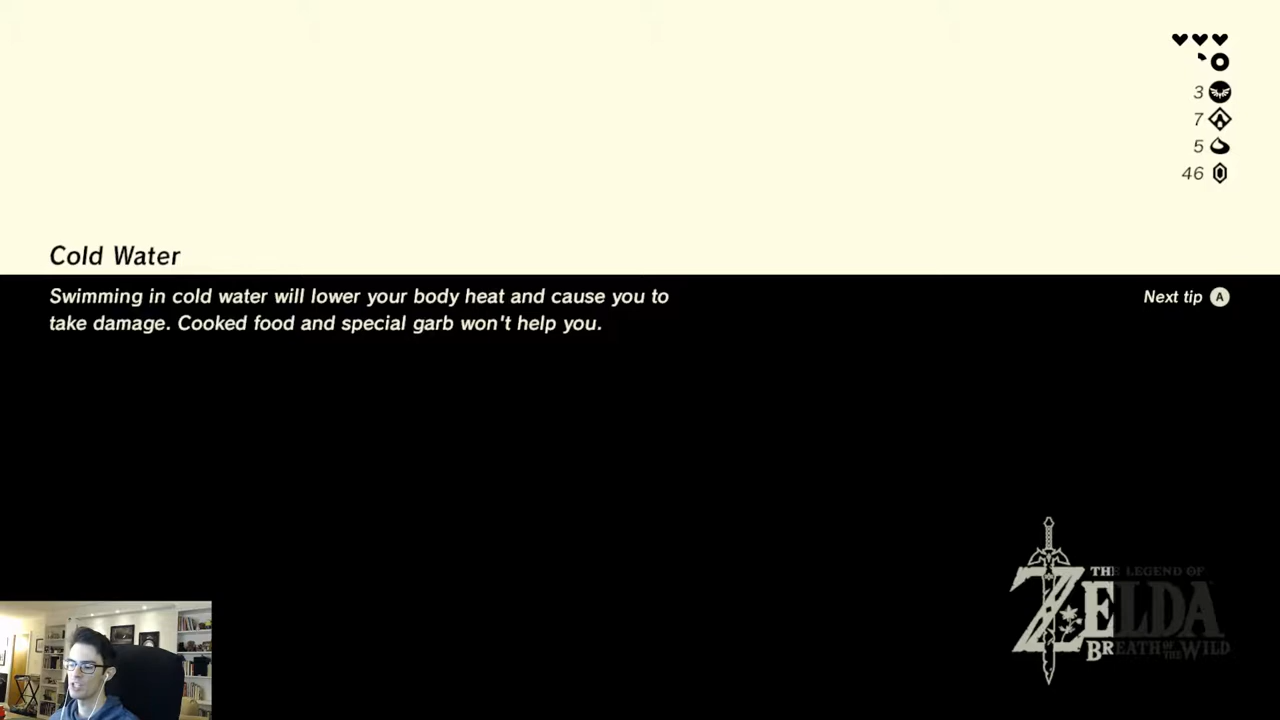 3
7
5
46
Cold Water
Swimming in cold water will lower your body heat and cause you to
take damage. Cooked food and special garb won't help you.
Next tip A
THE LEGEND OF
ZELDA
BREATH OF THE WILD